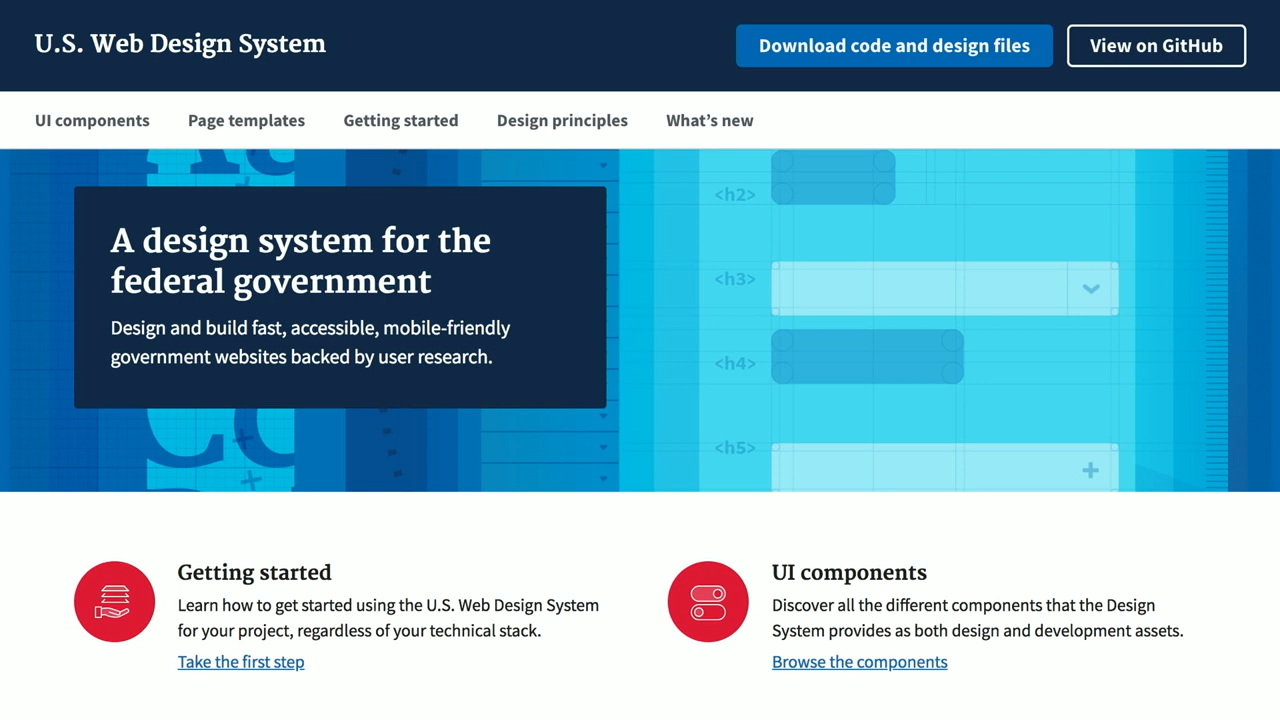 U.S. Web Design System
Download code and design files
View on GitHub
UI components
Page templates
Getting started
Design principles
What’s new
A design system for the
federal government
Design and build fast, accessible, mobile-friendly
government websites backed by user research.
<h2>
<h3>
<h4>
<h5>
Getting started
Learn how to get started using the U.S. Web Design System
for your project, regardless of your technical stack.
Take the first step
UI components
Discover all the different components that the Design
System provides as both design and development assets.
Browse the components